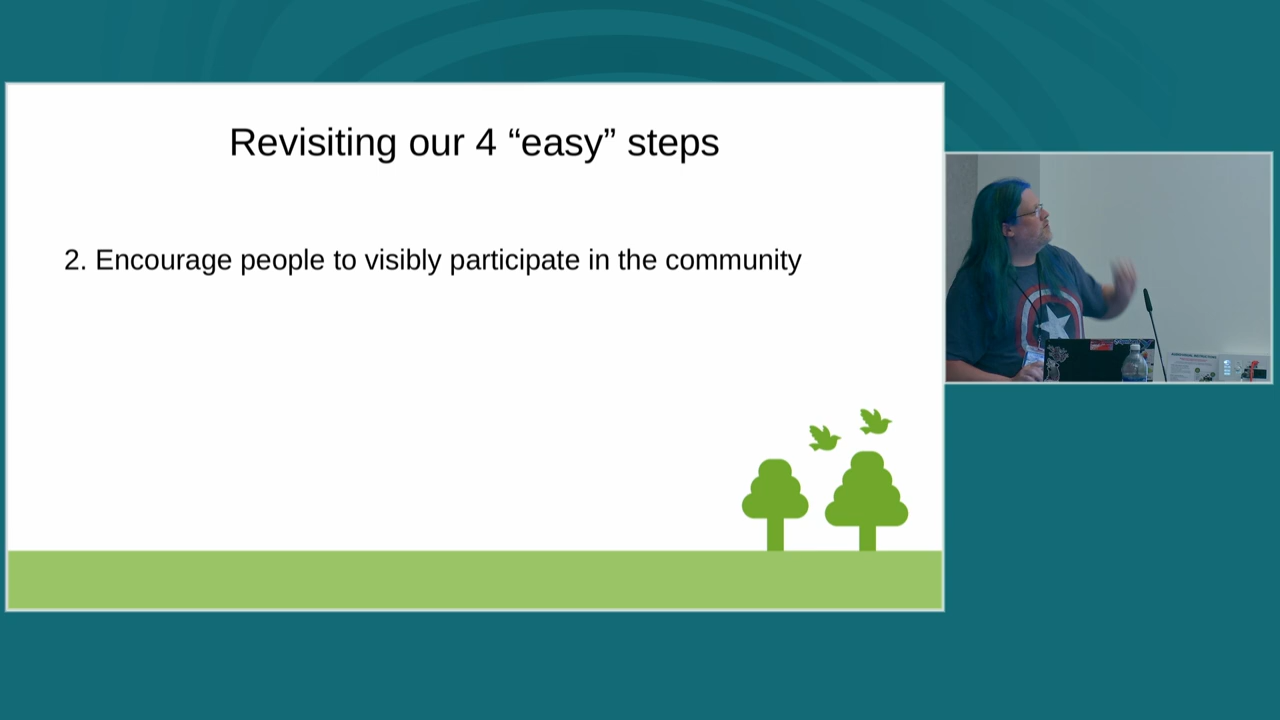 Revisiting our 4 “easy” steps
2. Encourage people to visibly participate in the community